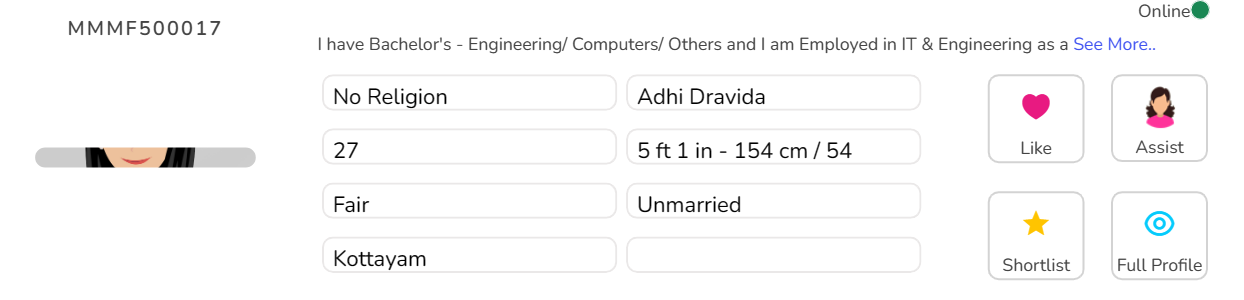 Online
MMMF500017
I have Bachelor's - Engineering/ Computers/ Others and I am Employed in IT & Engineering as a See More..
No Religion
Adhi Dravida
27
5 ft 1 in - 154 cm / 54
Fair
Unmarried
Kottayam
Like
Assist
Shortlist
Full Profile